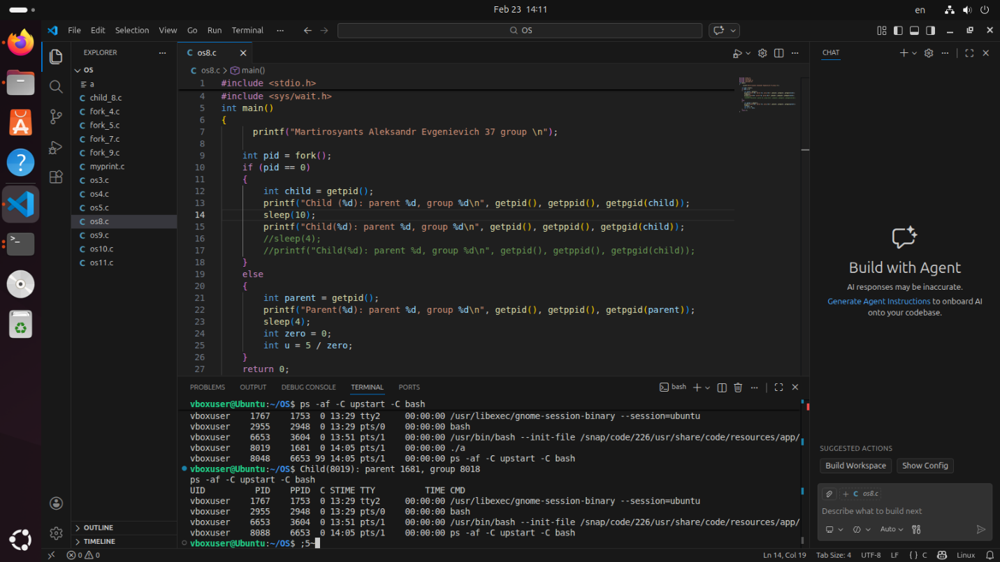 Feb 23 14:11
en
File Edit Selection View Go Run Terminal ···
OS
EXPLORER
OS
a
child_8.c
fork_4.c
fork_5.c
fork_7.c
fork_9.c
myprint.c
os3.c
os4.c
os5.c
os8.c
os9.c
os10.c
os11.c
OUTLINE
TIMELINE
C os8.c
C os8.c > main()
1 #include <stdio.h>
4 #include <sys/wait.h>
5 int main()
6 {
7 printf("Martirosyants Aleksandr Evgenievich 37 group \n");
8
9 int pid = fork();
10 if (pid == 0)
11 {
12 int child = getpid();
13 printf("Child (%d): parent %d, group %d\n", getpid(), getppid(), getpgid(child));
14 sleep(10);
15 printf("Child(%d): parent %d, group %d\n", getpid(), getppid(), getpgid(child));
16 //sleep(4);
17 //printf("Child(%d): parent %d, group %d\n", getpid(), getppid(), getpgid(child));
18 }
19 else
20 {
21 int parent = getpid();
22 printf("Parent(%d): parent %d, group %d\n", getpid(), getppid(), getpgid(parent));
23 sleep(4);
24 int zero = 0;
25 int u = 5 / zero;
26 }
27 return 0;
PROBLEMS OUTPUT DEBUG CONSOLE TERMINAL PORTS
bash
vboxuser@Ubuntu:~/OS$ ps -af -C upstart -C bash
vboxuser 1767 1753 0 13:29 tty2 00:00:00 /usr/libexec/gnome-session-binary --session=ubuntu
vboxuser 2955 2948 0 13:29 pts/0 00:00:00 bash
vboxuser 6653 3604 0 13:51 pts/1 00:00:00 /usr/bin/bash --init-file /snap/code/226/usr/share/code/resources/app/
vboxuser 8019 1681 0 14:05 pts/1 00:00:00 ./a
vboxuser 8048 6653 99 14:05 pts/1 00:00:00 ps -af -C upstart -C bash
vboxuser@Ubuntu:~/OS$ Child(8019): parent 1681, group 8018
ps -af -C upstart -C bash
UID PID PPID C STIME TTY TIME CMD
vboxuser 1767 1753 0 13:29 tty2 00:00:00 /usr/libexec/gnome-session-binary --session=ubuntu
vboxuser 2955 2948 0 13:29 pts/0 00:00:00 bash
vboxuser 6653 3604 0 13:51 pts/1 00:00:00 /usr/bin/bash --init-file /snap/code/226/usr/share/code/resources/app/
vboxuser 8088 6653 0 14:05 pts/1 00:00:00 ps -af -C upstart -C bash
vboxuser@Ubuntu:~/OS$ ;5~
CHAT
Build with Agent
AI responses may be inaccurate.
Generate Agent Instructions to onboard AI
onto your codebase.
SUGGESTED ACTIONS
Build Workspace Show Config
C os8.c
Describe what to build next
Auto
0 0
Ln 14, Col 19 Tab Size: 4 UTF-8 LF {} C Linux